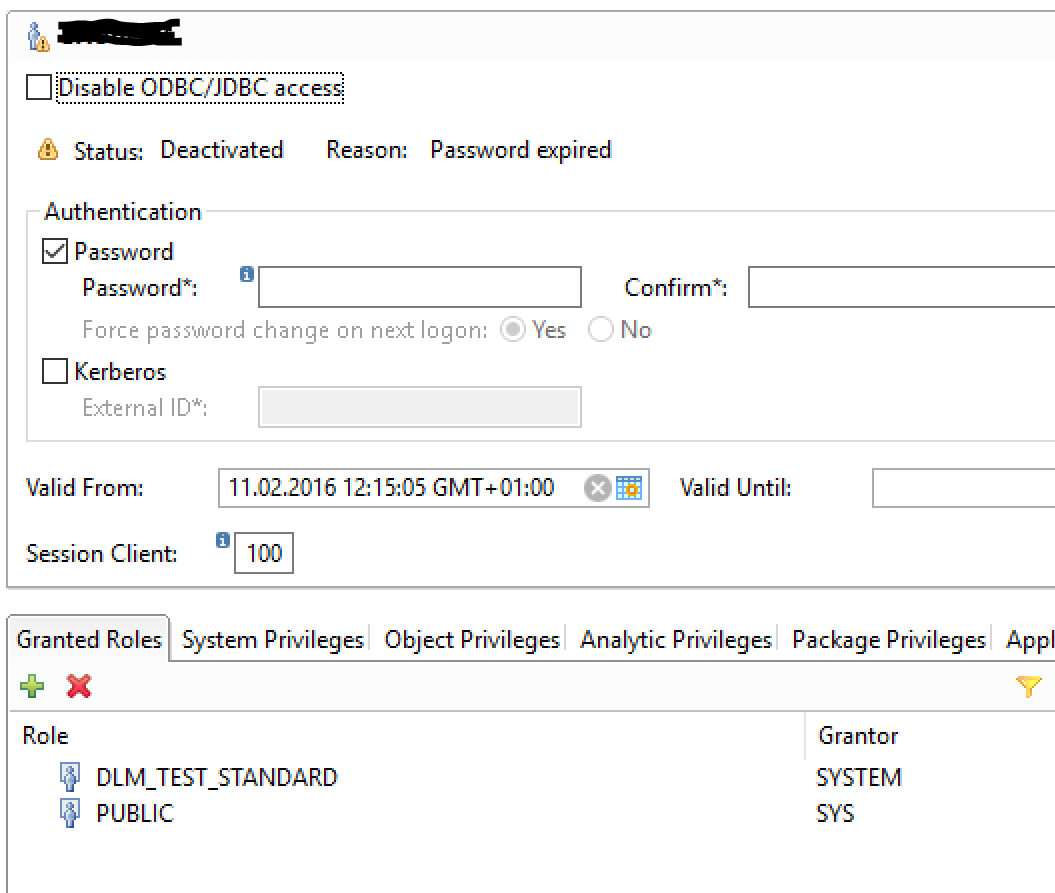 Disable ODBC/JDBC access
Status: Deactivated Reason: Password expired
Authentication
Password
Password*: Confirm*:
Force password change on next logon: Yes No
Kerberos
External ID*:
Valid From: 11.02.2016 12:15:05 GMT+01:00 Valid Until:
Session Client: 100
Granted Roles System Privileges Object Privileges Analytic Privileges Package Privileges Appl
Role Grantor
DLM_TEST_STANDARD SYSTEM
PUBLIC SYS